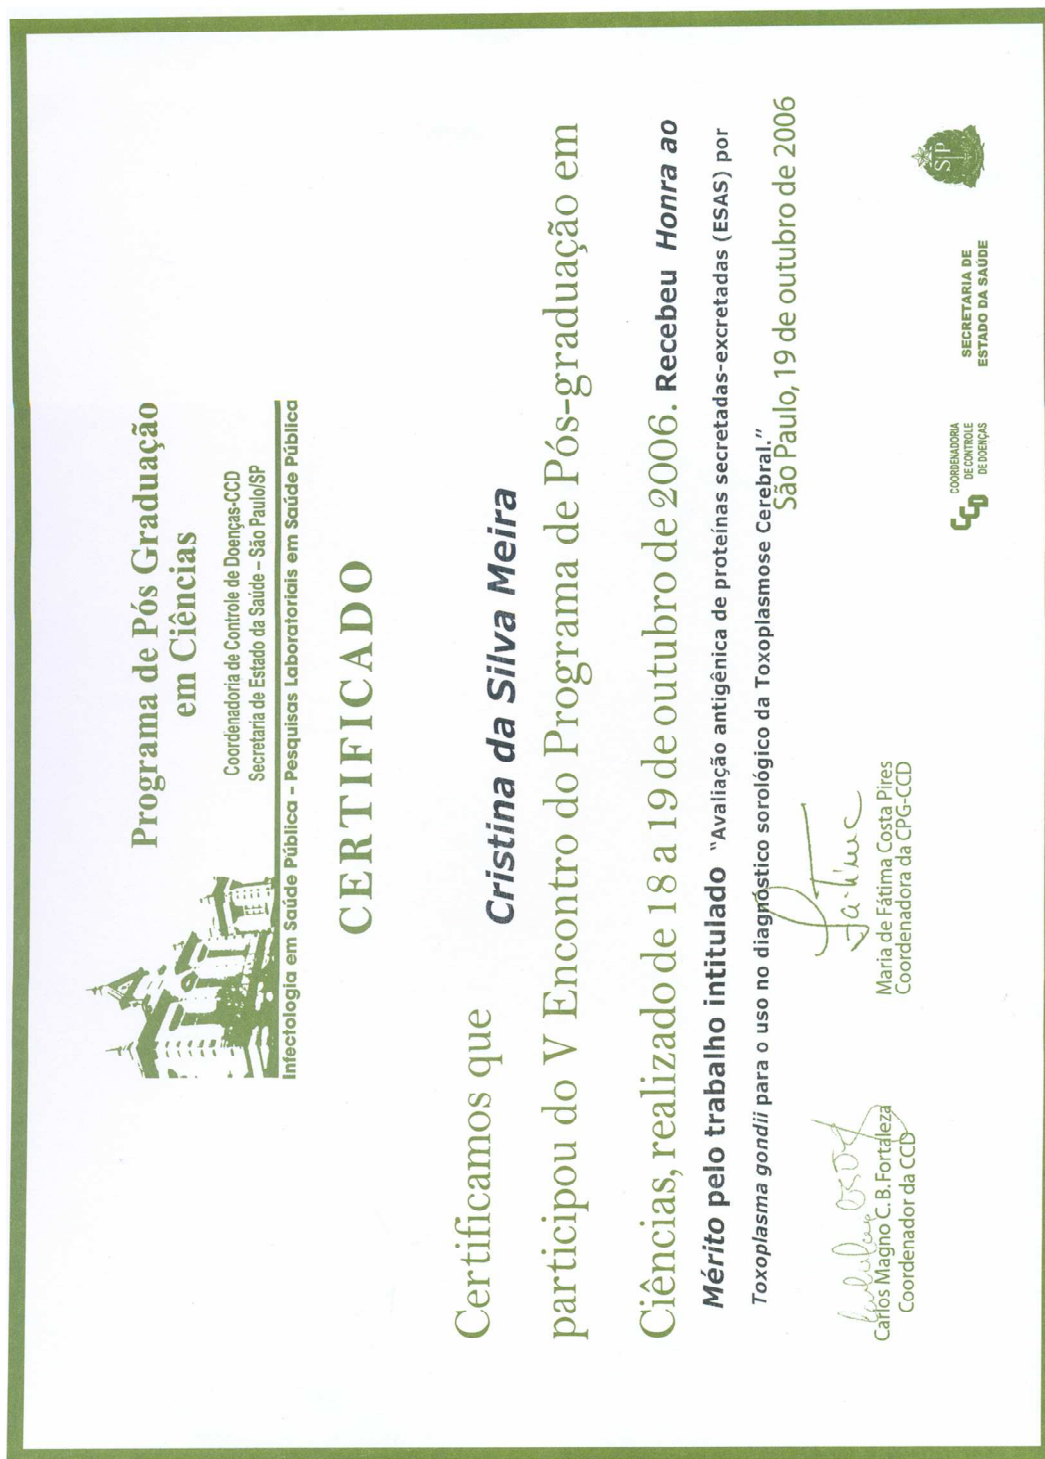 Programa de Pós Graduação
em Ciências
Coordenadoria de Controle de Doenças-CCD
Secretaria de Estado da Saúde – São Paulo/SP
Infectologia em Saúde Pública – Pesquisas Laboratoriais em Saúde Pública
CERTIFICADO
Certificamos que
Cristina da Silva Meira
participou do V Encontro do Programa de Pós-graduação em
Ciências, realizado de 18 a 19 de outubro de 2006. Recebeu Honra ao
Mérito pelo trabalho intitulado "Avaliação antigênica de proteínas secretadas-excretadas (ESAS) por
Toxoplasma gondii para o uso no diagnóstico sorológico da Toxoplasmose Cerebral."
São Paulo, 19 de outubro de 2006
Fátima
Carlos Magno C. B. Fortaleza
Coordenador da CCD
Maria de Fátima Costa Pires
Coordenadora da CPG-CCD
CCD
COORDENADORIA
DE CONTROLE
DE DOENÇAS
SECRETARIA DE
ESTADO DA SAÚDE
SP